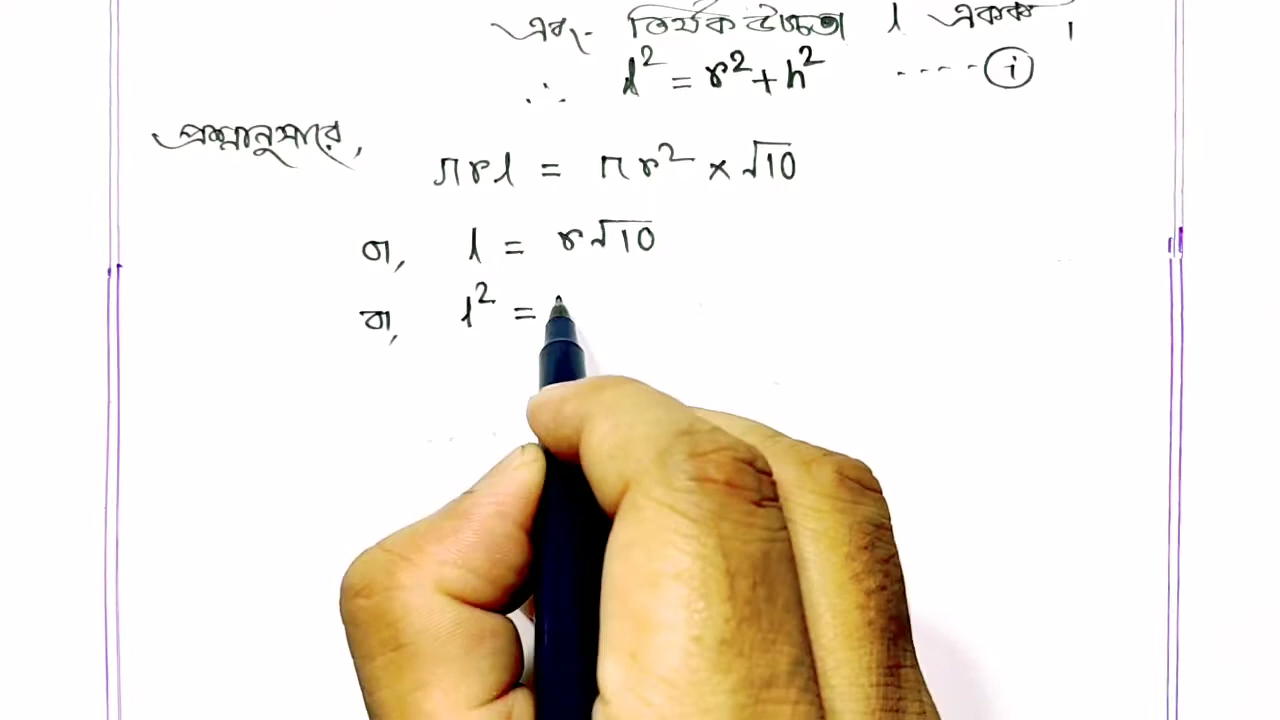 এবং তির্যক উচ্চতা l একক।
∴ l² = r² + h² ----- (i)
প্রশ্নানুসারে,
πrl = πr² × √10
বা, l = r√10
বা, l² =